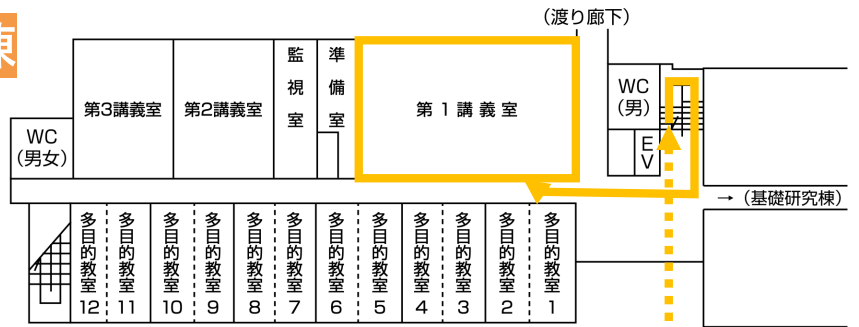 （渡り廊下）
棟
第3講義室
第2講義室
監視室
準備室
第1講義室
WC
（男）
EV
WC
（男女）
→（基礎研究棟）
多目的教室12
多目的教室11
多目的教室10
多目的教室9
多目的教室8
多目的教室7
多目的教室6
多目的教室5
多目的教室4
多目的教室3
多目的教室2
多目的教室1